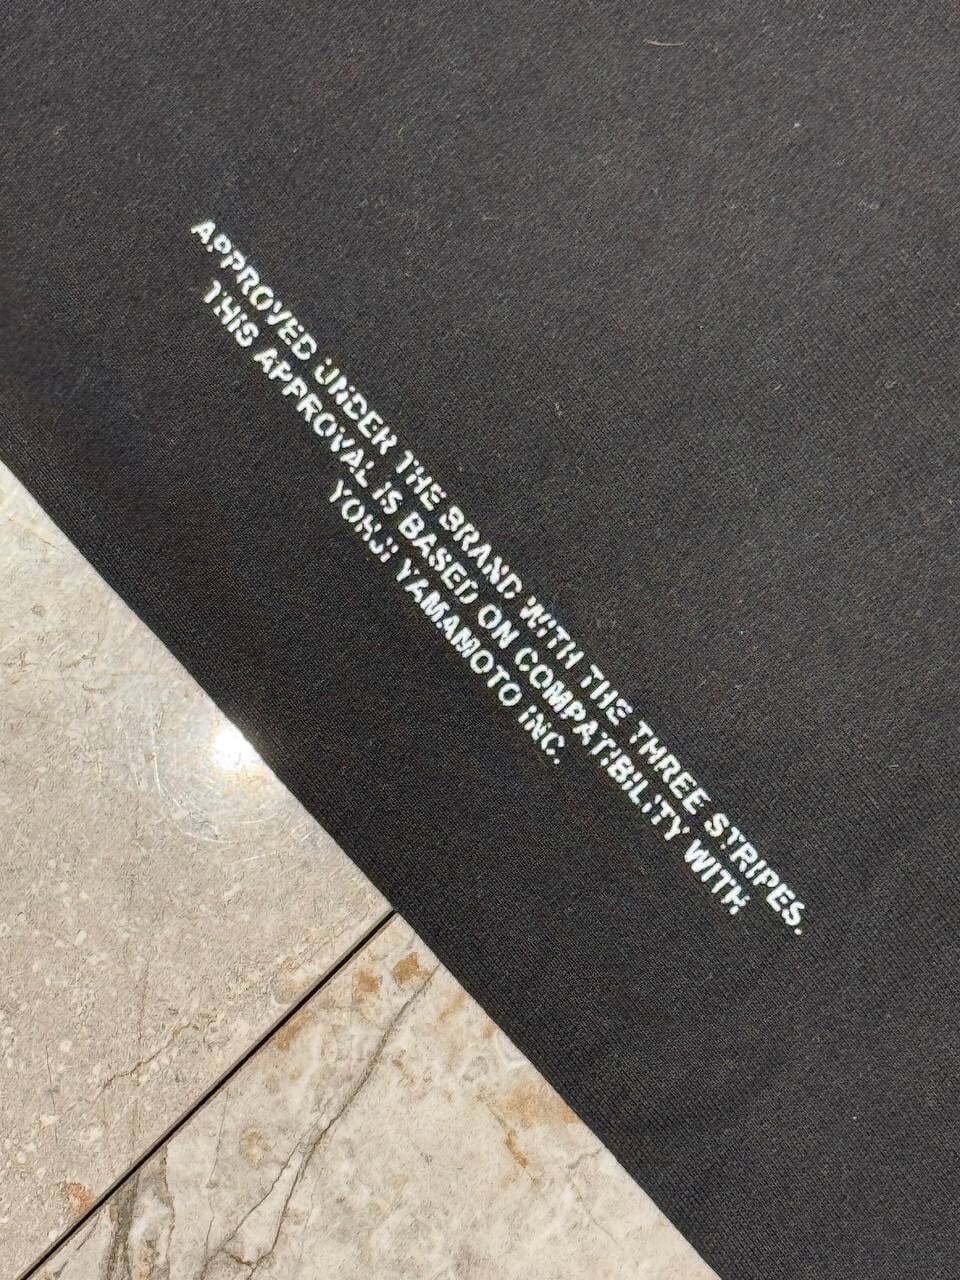 APPROVED UNDER THE BRAND WITH THE THREE STRIPES.
THIS APPROVAL IS BASED ON COMPATIBILITY WITH
YOHJI YAMAMOTO INC.